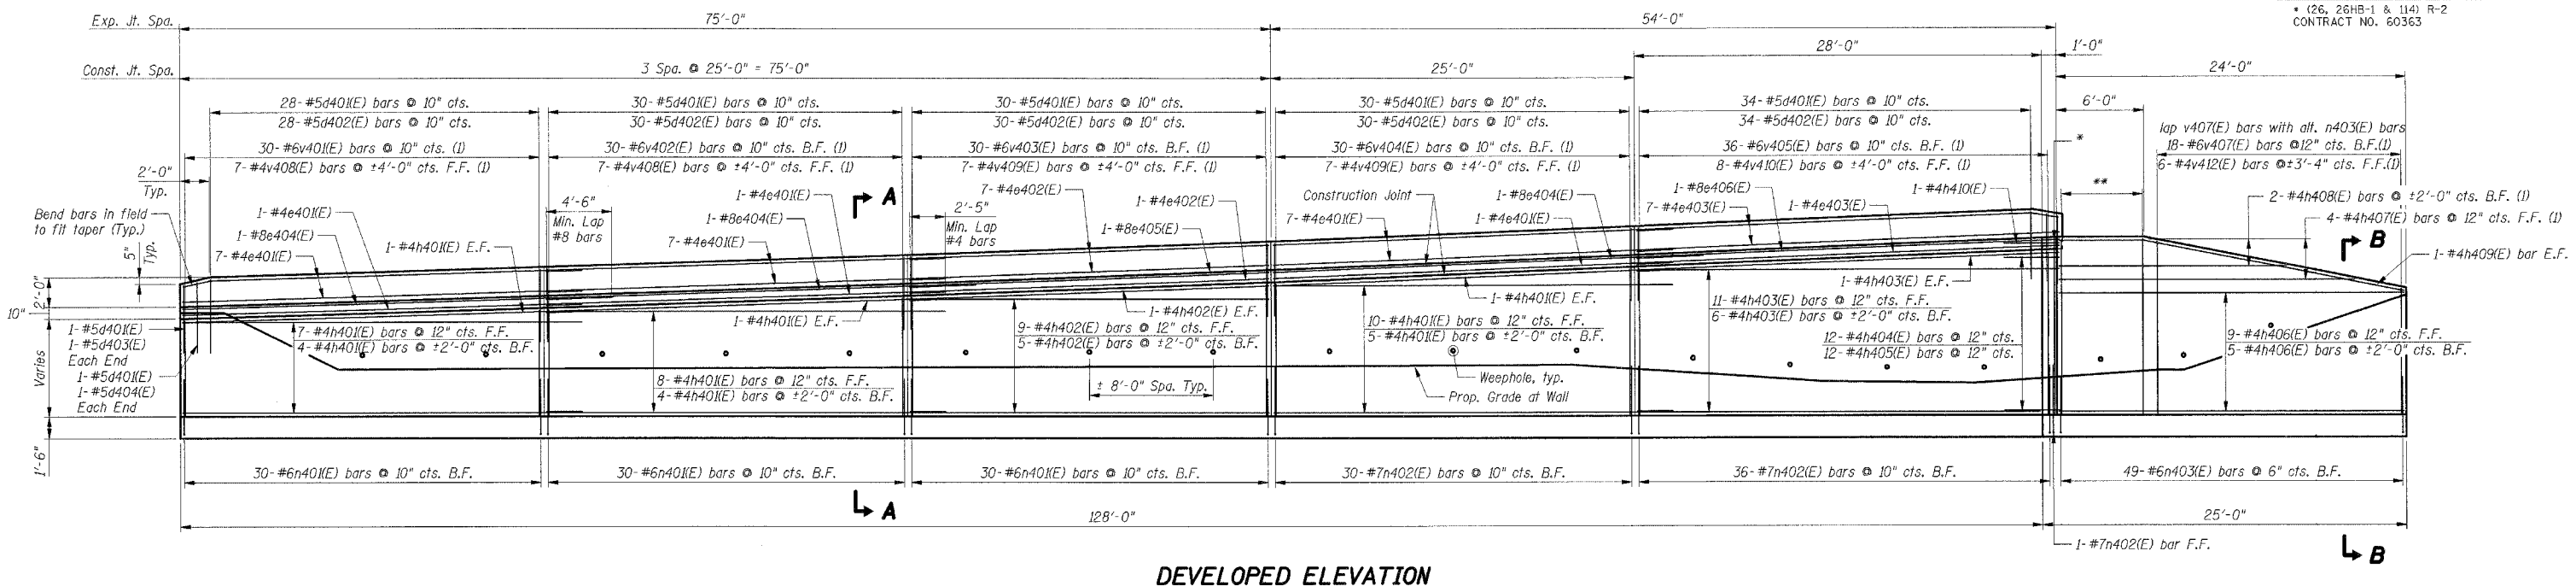 * (26, 26HB-1 & 114) R-2
CONTRACT NO. 60363
Exp. Jt. Spa.
75'-0"
54'-0"
28'-0"
1'-0"
Const. Jt. Spa.
3 Spa. @ 25'-0" = 75'-0"
25'-0"
24'-0"
28- #5d401(E) bars @ 10" cts.
28- #5d402(E) bars @ 10" cts.
30- #6v401(E) bars @ 10" cts. (1)
7- #4v408(E) bars @ ±4'-0" cts. F.F. (1)
30- #5d401(E) bars @ 10" cts.
30- #5d402(E) bars @ 10" cts.
30- #6v402(E) bars @ 10" cts. B.F. (1)
7- #4v408(E) bars @ ±4'-0" cts. F.F. (1)
30- #5d401(E) bars @ 10" cts.
30- #5d402(E) bars @ 10" cts.
30- #6v403(E) bars @ 10" cts. B.F. (1)
7- #4v409(E) bars @ ±4'-0" cts. F.F. (1)
30- #5d401(E) bars @ 10" cts.
30- #5d402(E) bars @ 10" cts.
30- #6v404(E) bars @ 10" cts. B.F. (1)
7- #4v409(E) bars @ ±4'-0" cts. F.F. (1)
34- #5d401(E) bars @ 10" cts.
34- #5d402(E) bars @ 10" cts.
36- #6v405(E) bars @ 10" cts. B.F. (1)
8- #4v410(E) bars @ ±4'-0" cts. F.F. (1)
6'-0"
*
**
lap v407(E) bars with alt. n403(E) bars
18- #6v407(E) bars @12" cts. B.F.(1)
6- #4v412(E) bars @±3'-4" cts. F.F.(1)
2'-0"
Typ.
Bend bars in field
to fit taper (Typ.)
5"
Typ.
1- #4e401(E)
1- #8e404(E)
7- #4e401(E)
1- #4h401(E) E.F.
4'-6"
Min. Lap
#8 bars
1- #4e401(E)
1- #8e404(E)
7- #4e401(E)
A
1- #4h401(E) E.F.
2'-5"
Min. Lap
#4 bars
7- #4e402(E)
1- #4e402(E)
1- #8e405(E)
1- #4h402(E) E.F.
Construction Joint
7- #4e401(E)
1- #8e404(E)
1- #4e401(E)
1- #4h401(E) E.F.
1- #8e406(E)
7- #4e403(E)
1- #4e403(E)
1- #4h410(E)
1- #4h403(E) E.F.
2- #4h408(E) bars @ ±2'-0" cts. B.F. (1)
4- #4h407(E) bars @ 12" cts. F.F. (1)
B
1- #4h409(E) bar E.F.
2'-0"
10"
Varies
1'-6"
1- #5d401(E)
1- #5d403(E)
Each End
1- #5d401(E)
1- #5d404(E)
Each End
7- #4h401(E) bars @ 12" cts. F.F.
4- #4h401(E) bars @ ±2'-0" cts. B.F.
8- #4h401(E) bars @ 12" cts. F.F.
4- #4h401(E) bars @ ±2'-0" cts. B.F.
9- #4h402(E) bars @ 12" cts. F.F.
5- #4h402(E) bars @ ±2'-0" cts. B.F.
± 8'-0" Spa. Typ.
10- #4h401(E) bars @ 12" cts. F.F.
5- #4h401(E) bars @ ±2'-0" cts. B.F.
Weephole, typ.
Prop. Grade at Wall
11- #4h403(E) bars @ 12" cts. F.F.
6- #4h403(E) bars @ ±2'-0" cts. B.F.
12- #4h404(E) bars @ 12" cts.
12- #4h405(E) bars @ 12" cts.
9- #4h406(E) bars @ 12" cts. F.F.
5- #4h406(E) bars @ ±2'-0" cts. B.F.
30- #6n401(E) bars @ 10" cts. B.F.
30- #6n401(E) bars @ 10" cts. B.F.
30- #6n401(E) bars @ 10" cts. B.F.
30- #7n402(E) bars @ 10" cts. B.F.
36- #7n402(E) bars @ 10" cts. B.F.
49- #6n403(E) bars @ 6" cts. B.F.
A
128'-0"
25'-0"
1- #7n402(E) bar F.F.
B
DEVELOPED ELEVATION